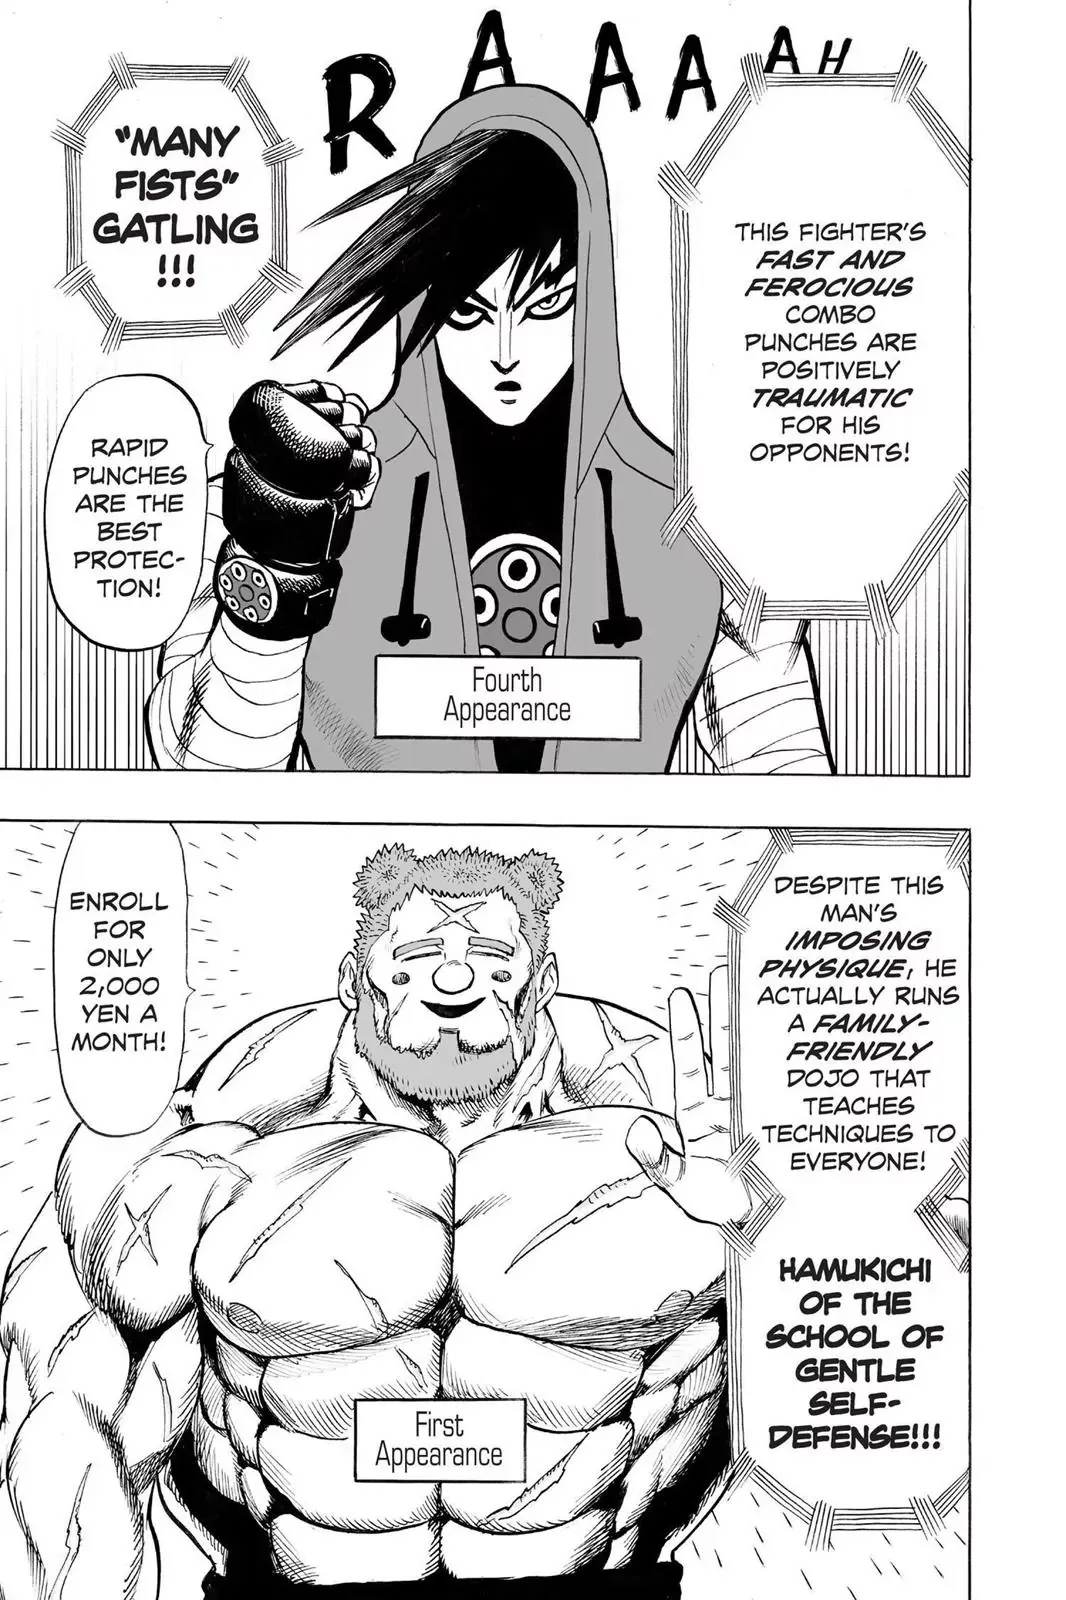 RAAAAH
THIS FIGHTER'S
FAST AND
FEROCIOUS
COMBO
PUNCHES ARE
POSITIVELY
TRAUMATIC
FOR HIS
OPPONENTS!
"MANY
FISTS"
GATLING
!!!
RAPID
PUNCHES
ARE THE
BEST
PROTEC-
TION!
Fourth
Appearance
DESPITE THIS
MAN'S
IMPOSING
PHYSIQUE, HE
ACTUALLY RUNS
A FAMILY-
FRIENDLY
DOJO THAT
TEACHES
TECHNIQUES TO
EVERYONE!
HAMUKICHI
OF THE
SCHOOL OF
GENTLE
SELF-
DEFENSE!!!
ENROLL
FOR
ONLY
2,000
YEN A
MONTH!
First
Appearance